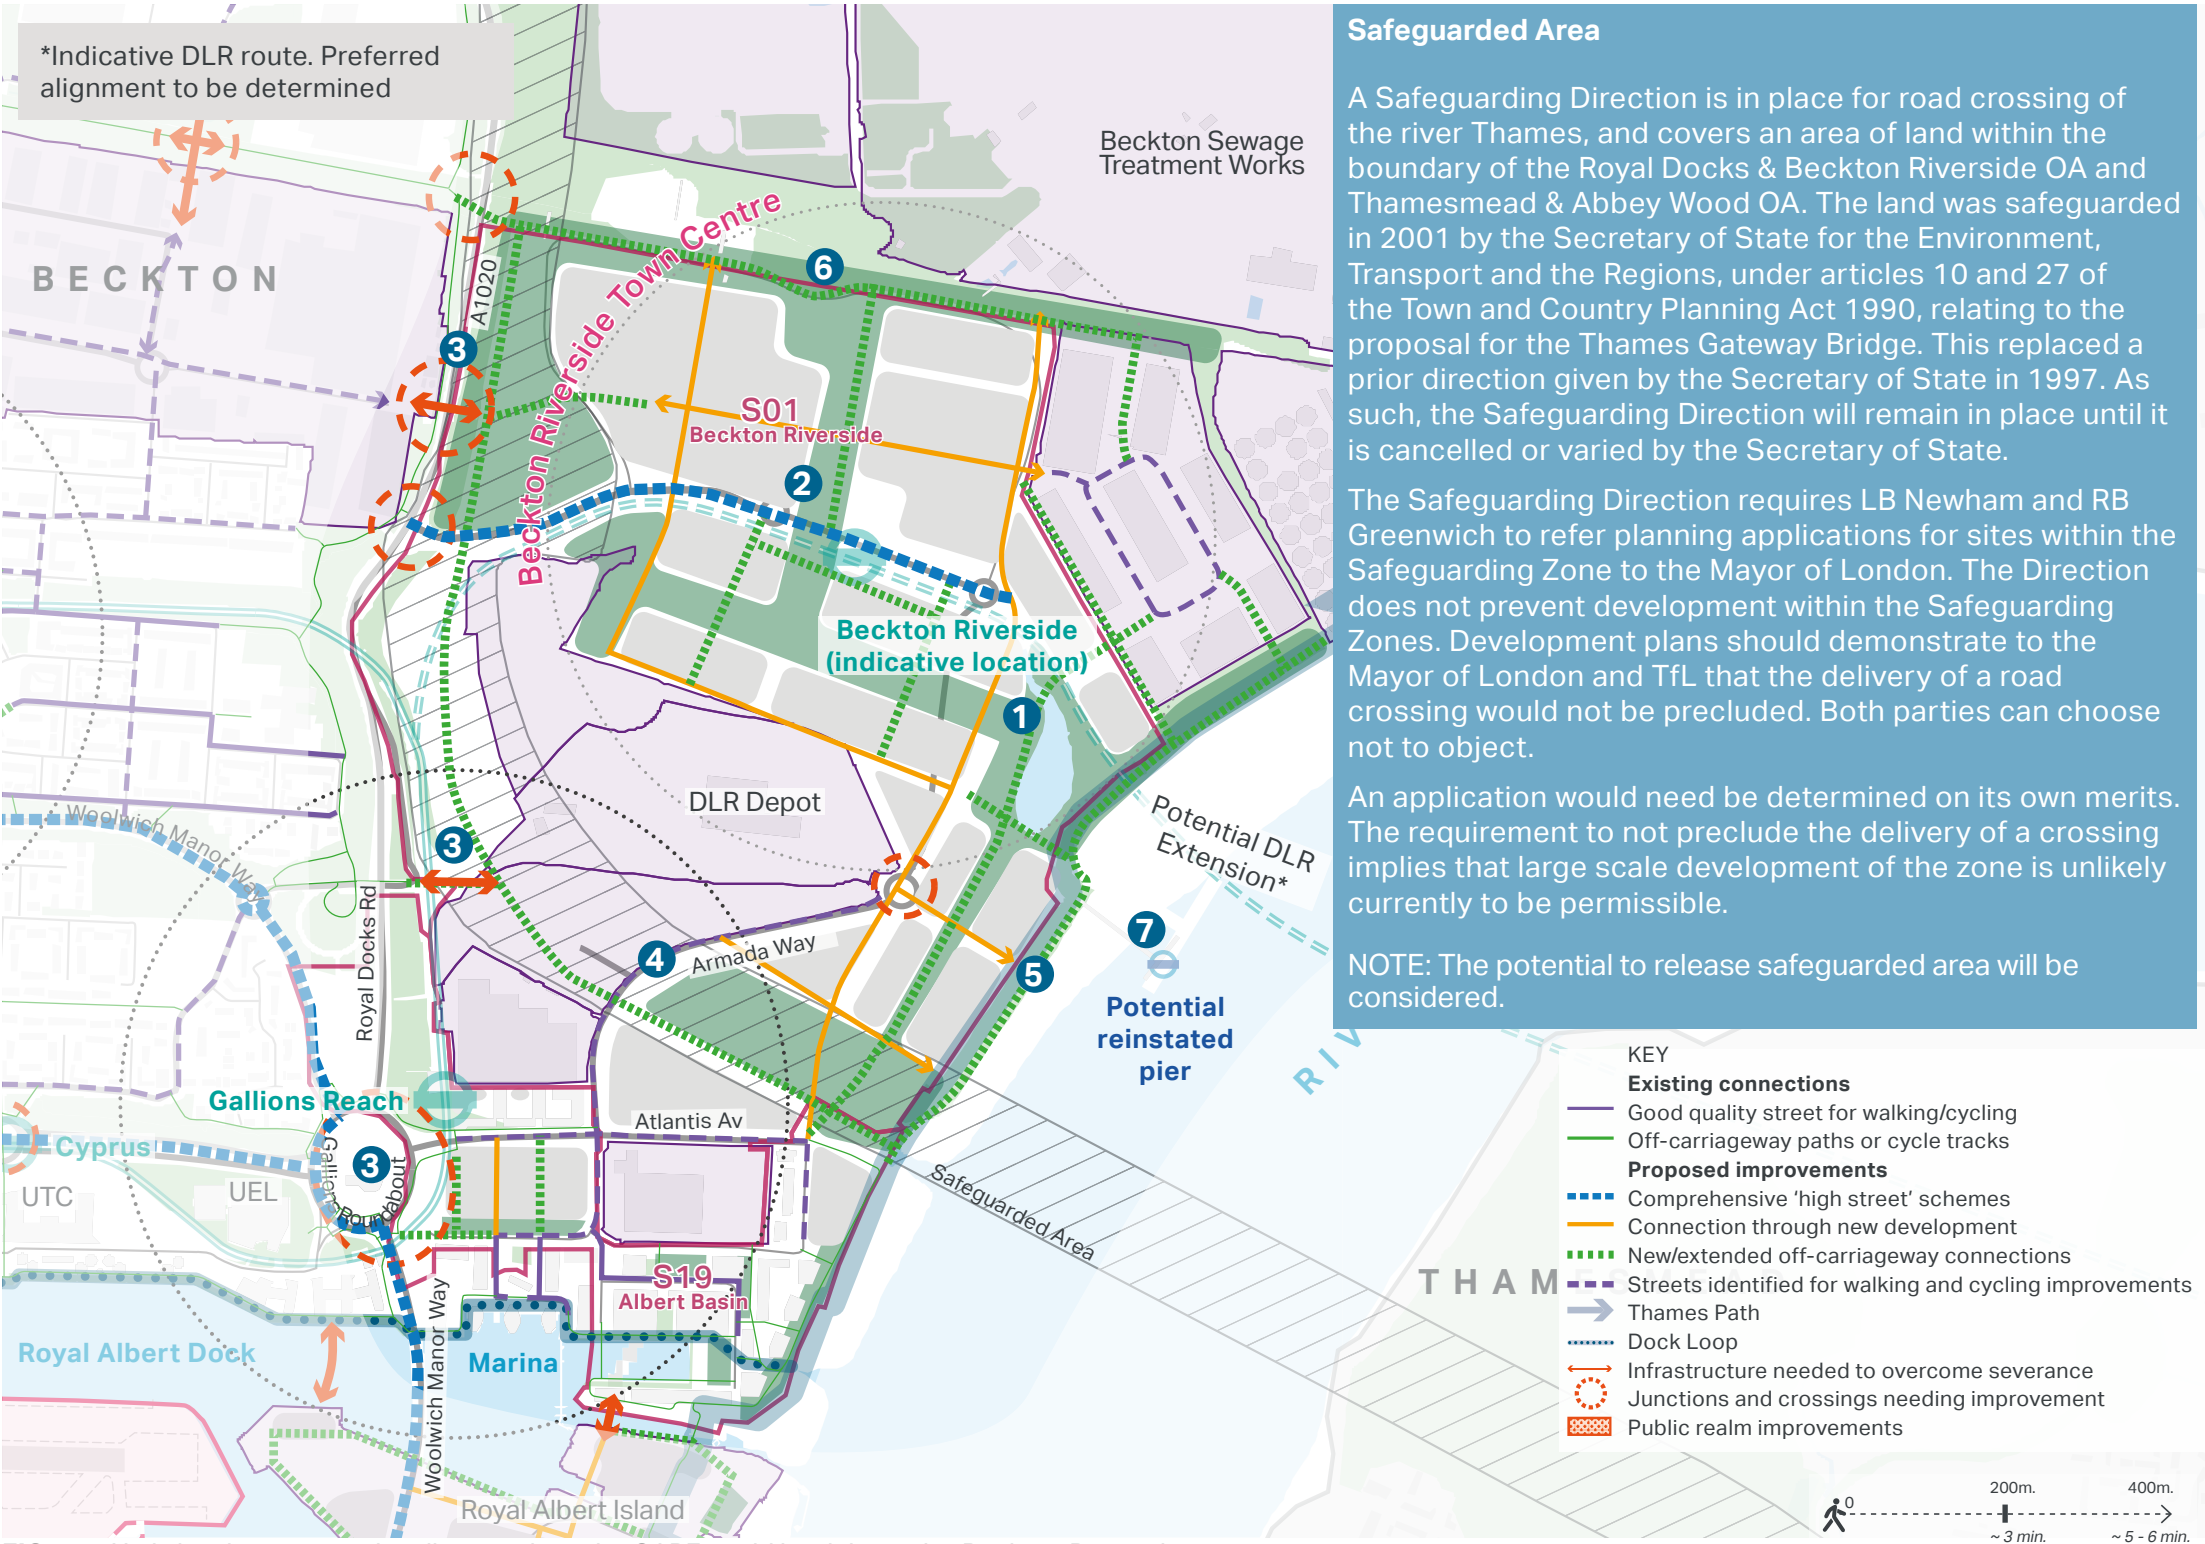 *Indicative DLR route. Preferred
alignment to be determined
BECKTON
A1020
Beckton Riverside Town Centre
Beckton Sewage
Treatment Works
6
3
S01
Beckton Riverside
2
Beckton Riverside
(indicative location)
1
DLR Depot
Potential DLR
Extension*
Woolwich Manor Way
3
Royal Docks Rd
4
Armada Way
5
7
Potential
reinstated
pier
Gallions Reach
Atlantis Av
Cyprus
3
Gallions
Roundabout
UTC
UEL
Safeguarded Area
S19
Albert Basin
Royal Albert Dock
Woolwich Manor Way
Marina
Royal Albert Island
RIV
Safeguarded Area
A Safeguarding Direction is in place for road crossing of
the river Thames, and covers an area of land within the
boundary of the Royal Docks & Beckton Riverside OA and
Thamesmead & Abbey Wood OA. The land was safeguarded
in 2001 by the Secretary of State for the Environment,
Transport and the Regions, under articles 10 and 27 of
the Town and Country Planning Act 1990, relating to the
proposal for the Thames Gateway Bridge. This replaced a
prior direction given by the Secretary of State in 1997. As
such, the Safeguarding Direction will remain in place until it
is cancelled or varied by the Secretary of State.
The Safeguarding Direction requires LB Newham and RB
Greenwich to refer planning applications for sites within the
Safeguarding Zone to the Mayor of London. The Direction
does not prevent development within the Safeguarding
Zones. Development plans should demonstrate to the
Mayor of London and TfL that the delivery of a road
crossing would not be precluded. Both parties can choose
not to object.
An application would need be determined on its own merits.
The requirement to not preclude the delivery of a crossing
implies that large scale development of the zone is unlikely
currently to be permissible.
NOTE: The potential to release safeguarded area will be
considered.
KEY
Existing connections
Good quality street for walking/cycling
Off-carriageway paths or cycle tracks
Proposed improvements
Comprehensive ‘high street’ schemes
Connection through new development
New/extended off-carriageway connections
Streets identified for walking and cycling improvements
Thames Path
Dock Loop
Infrastructure needed to overcome severance
Junctions and crossings needing improvement
Public realm improvements
THAMESMEAD
0
200m.
400m.
~ 3 min.
~ 5 - 6 min.